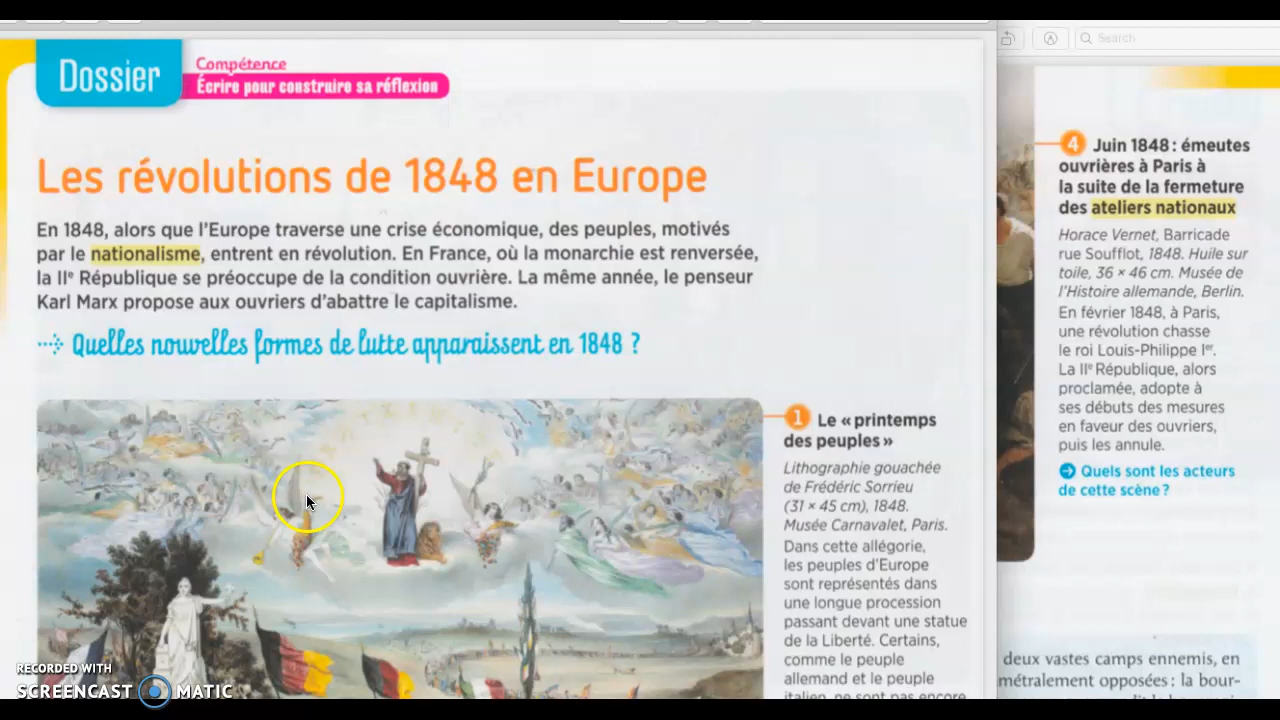 Dossier
Compétence
Écrire pour construire sa réflexion
Les révolutions de 1848 en Europe
En 1848, alors que l'Europe traverse une crise économique, des peuples, motivés
par le nationalisme, entrent en révolution. En France, où la monarchie est renversée,
la IIe République se préoccupe de la condition ouvrière. La même année, le penseur
Karl Marx propose aux ouvriers d'abattre le capitalisme.
Quelles nouvelles formes de lutte apparaissent en 1848 ?
1 Le « printemps
des peuples »
Lithographie gouachée
de Frédéric Sorrieu
(31 × 45 cm), 1848.
Musée Carnavalet, Paris.
Dans cette allégorie,
les peuples d'Europe
sont représentés dans
une longue procession
passant devant une statue
de la Liberté. Certains,
comme le peuple
allemand et le peuple
italien, ne sont pas encore
RECORDED WITH
SCREENCAST MATIC
Search
4 Juin 1848 : émeutes
ouvrières à Paris à
la suite de la fermeture
des ateliers nationaux
Horace Vernet, Barricade
rue Soufflot, 1848. Huile sur
toile, 36 × 46 cm. Musée de
l'Histoire allemande, Berlin.
En février 1848, à Paris,
une révolution chasse
le roi Louis-Philippe Ier.
La IIe République, alors
proclamée, adopte à
ses débuts des mesures
en faveur des ouvriers,
puis les annule.
Quels sont les acteurs
de cette scène ?
deux vastes camps ennemis, en
métralement opposées : la bour-